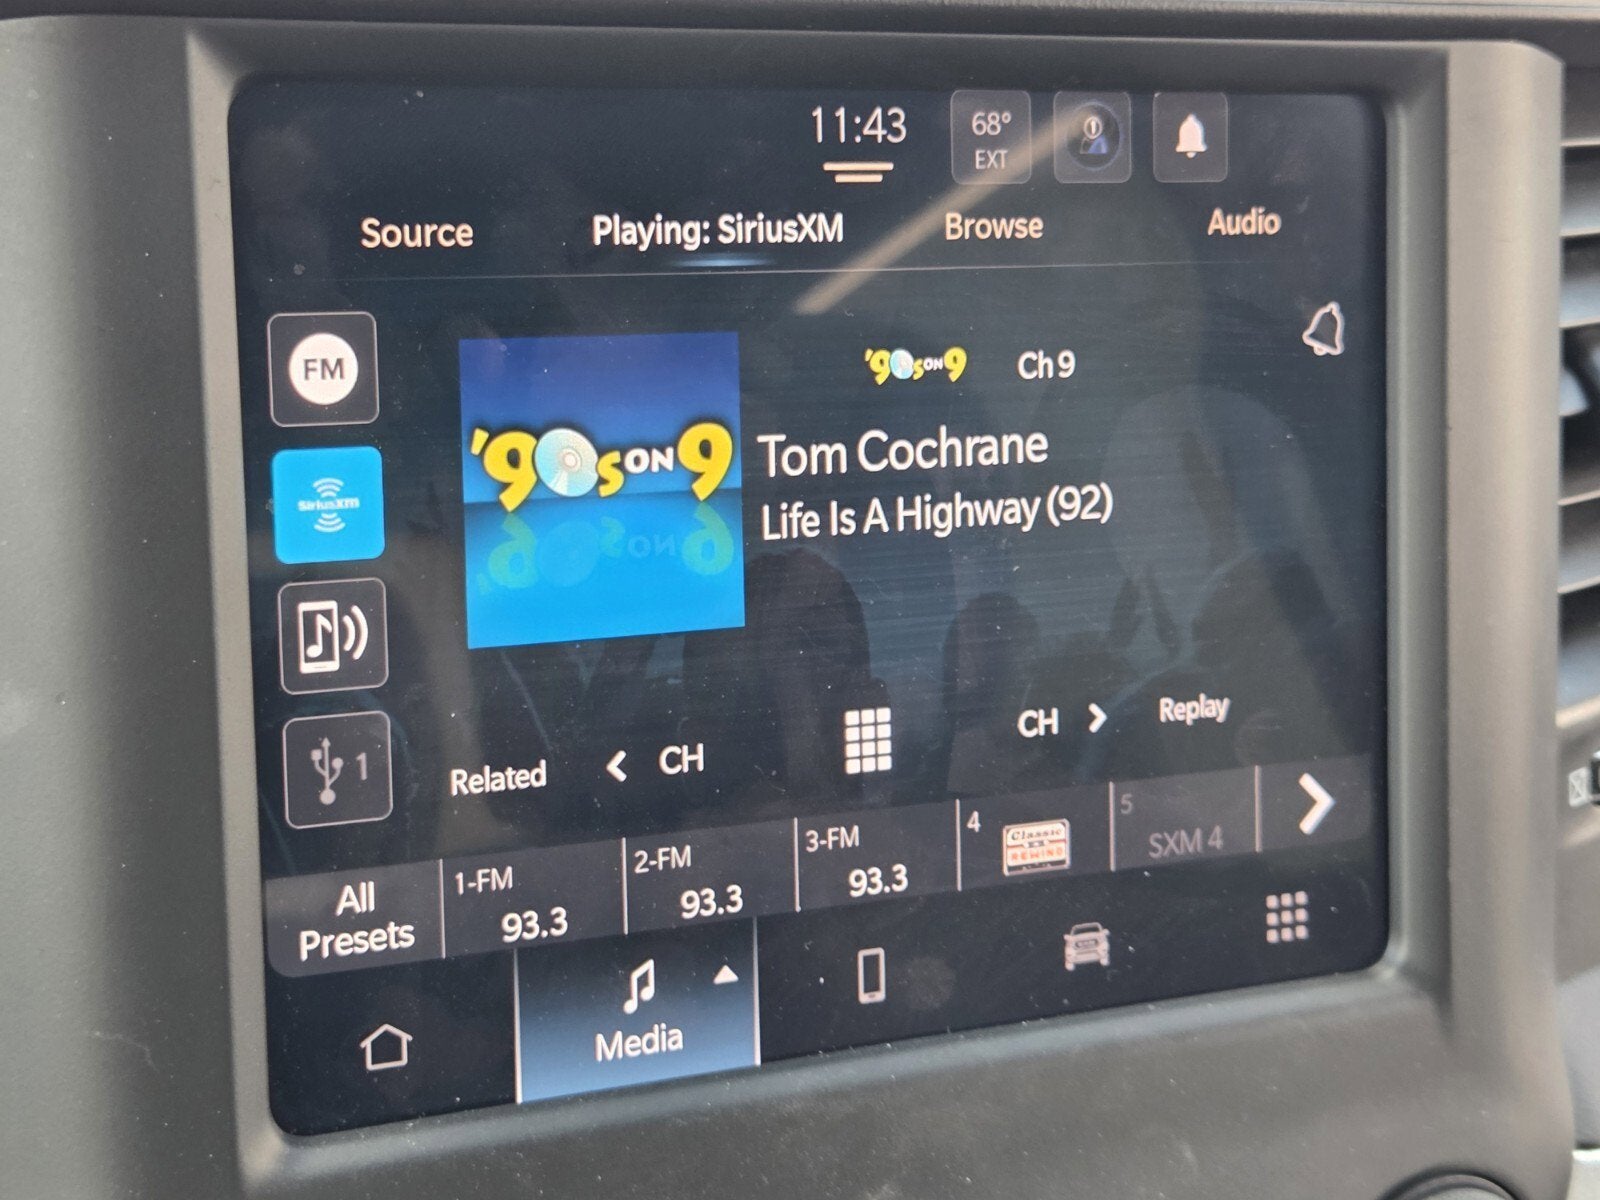 11:43
68°
EXT
Source
Playing: SiriusXM
Browse
Audio
FM
'90s ON 9
Ch 9
'90s ON 9
Tom Cochrane
Life Is A Highway (92)
SiriusXM
1
Related
CH
CH
Replay
All
Presets
1-FM
93.3
2-FM
93.3
3-FM
93.3
4
Classic
REWIND
5
SXM 4
Media